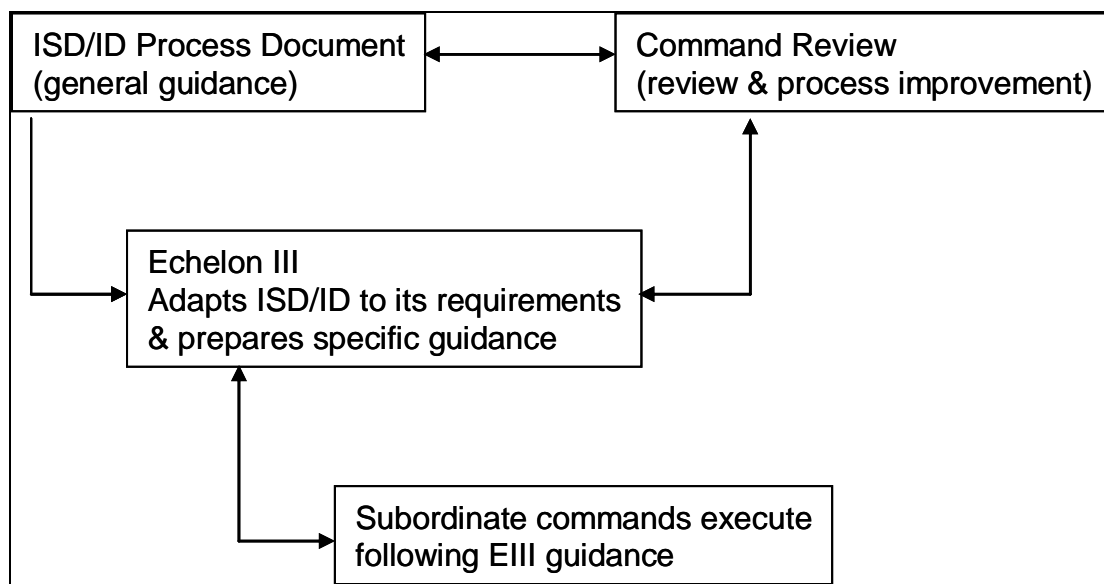 ISD/ID Process Document
(general guidance)
Command Review
(review & process improvement)
Echelon III
Adapts ISD/ID to its requirements
& prepares specific guidance
Subordinate commands execute
following EIII guidance